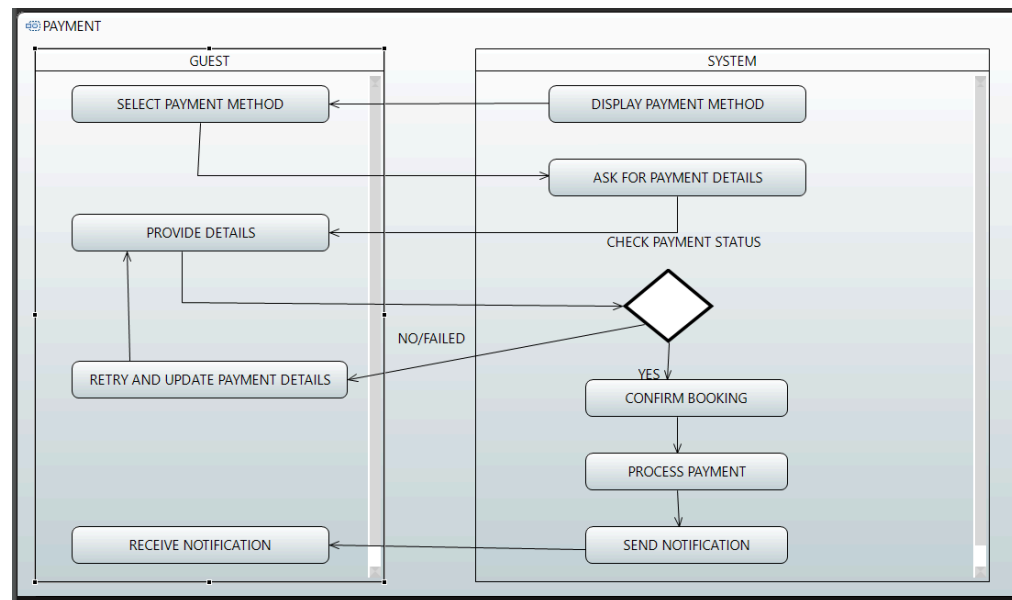 PAYMENT
GUEST
SYSTEM
SELECT PAYMENT METHOD
DISPLAY PAYMENT METHOD
ASK FOR PAYMENT DETAILS
PROVIDE DETAILS
CHECK PAYMENT STATUS
NO/FAILED
RETRY AND UPDATE PAYMENT DETAILS
YES
CONFIRM BOOKING
PROCESS PAYMENT
RECEIVE NOTIFICATION
SEND NOTIFICATION